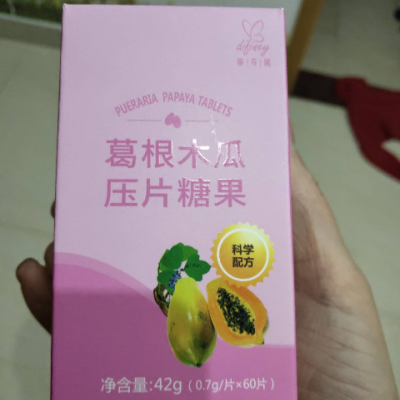 PUERARIA PAPAYA TABLETS
葛根木瓜
压片糖果
科学
配方
净含量:42g (0.7g/片×60片)